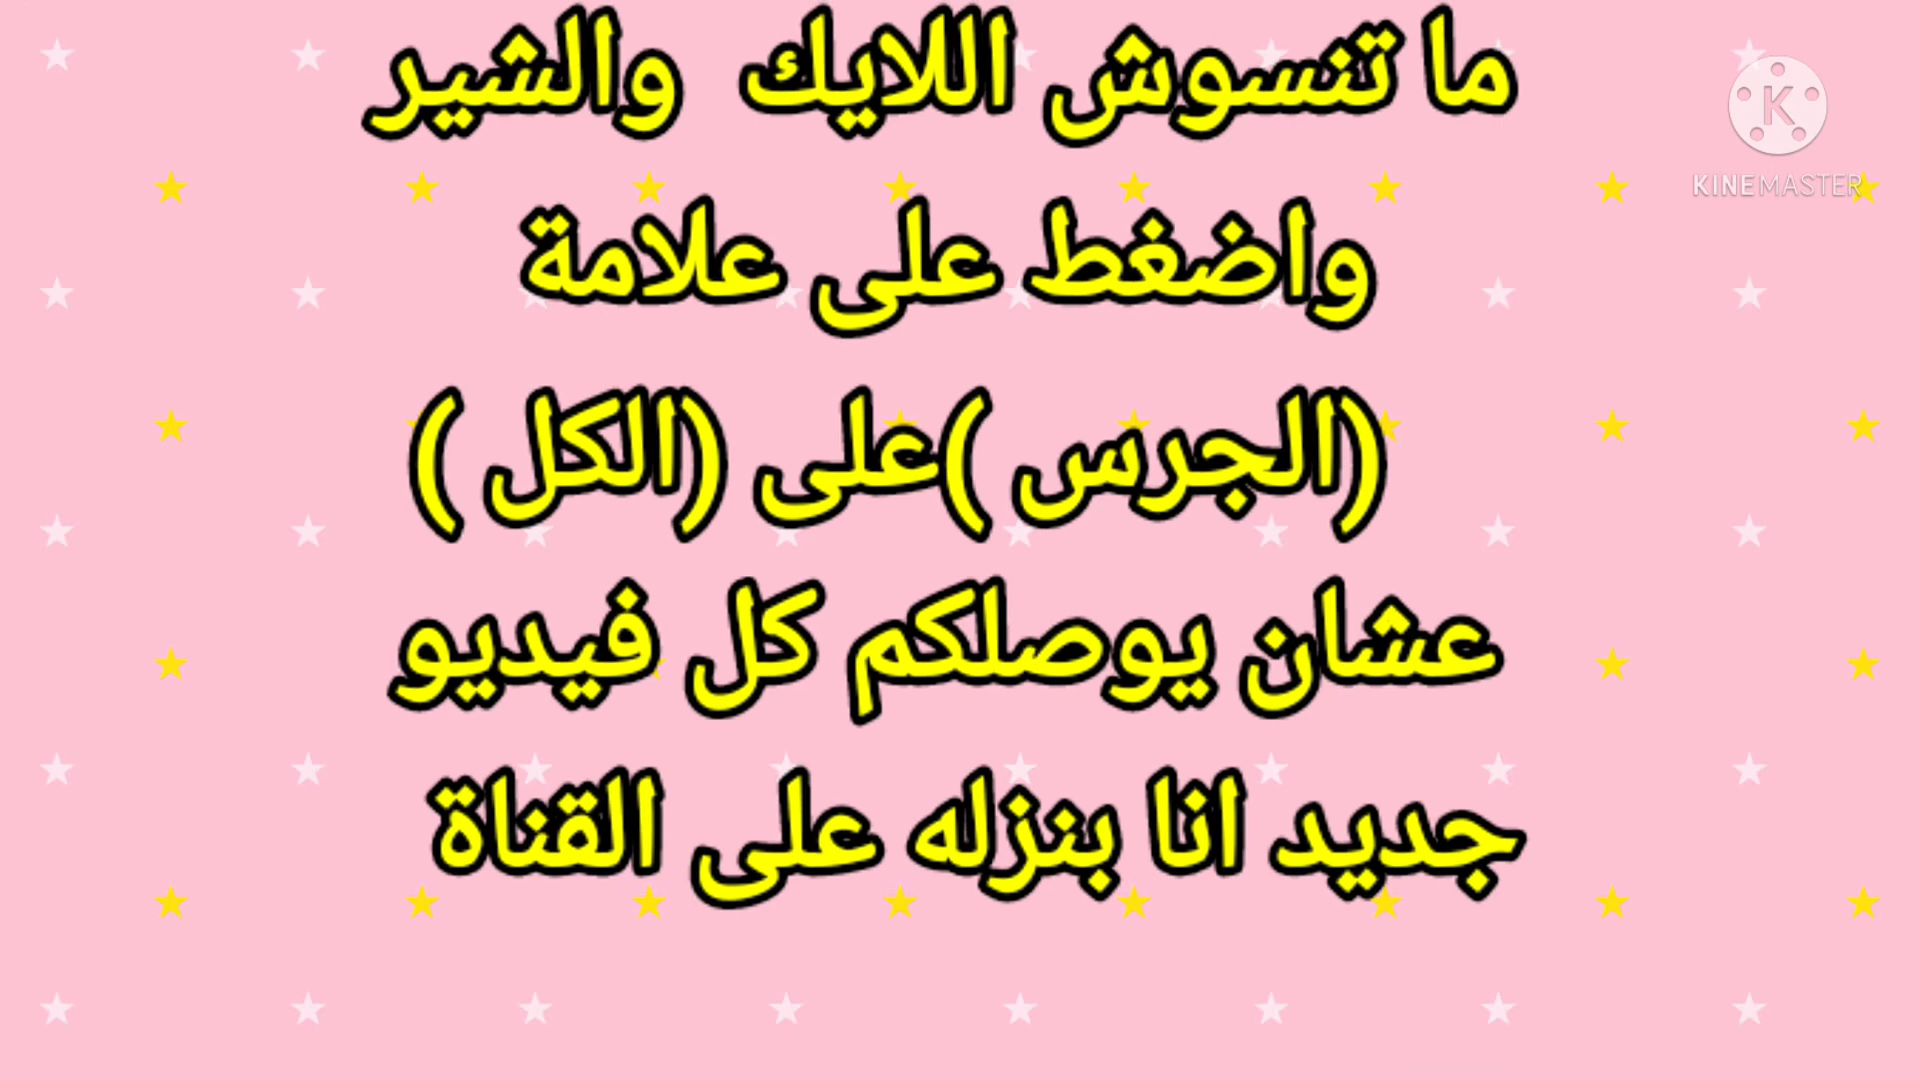 ما تنسوش اللايك والشير
KINEMASTER
واضغط على علامة
(الجرس )على (الكل )
عشان يوصلكم كل فيديو
جديد انا بنزله على القناة